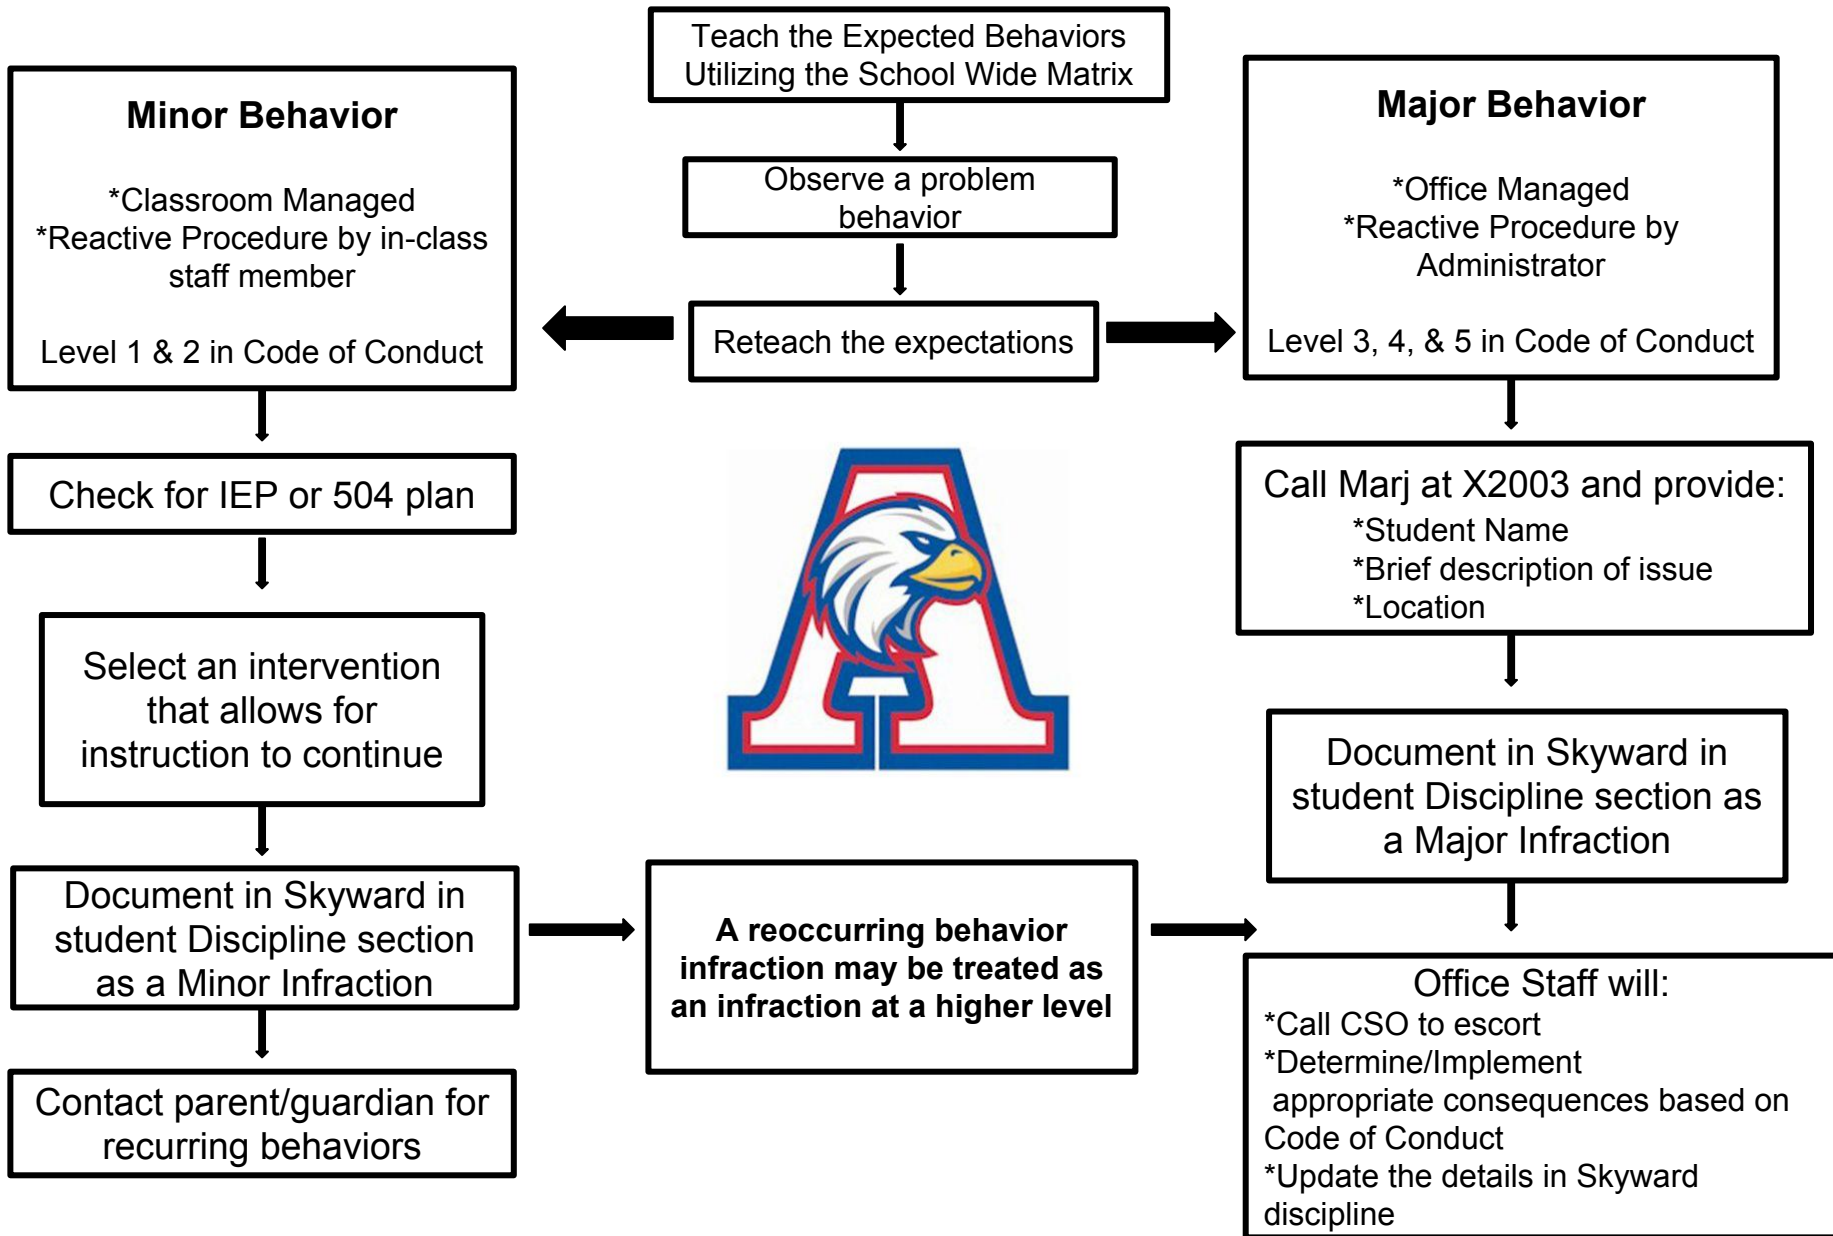 Teach the Expected Behaviors
Utilizing the School Wide Matrix
Observe a problem
behavior
Reteach the expectations
Minor Behavior
*Classroom Managed
*Reactive Procedure by in-class
staff member
Level 1 & 2 in Code of Conduct
Check for IEP or 504 plan
Select an intervention
that allows for
instruction to continue
Document in Skyward in
student Discipline section
as a Minor Infraction
Contact parent/guardian for
recurring behaviors
A reoccurring behavior
infraction may be treated as
an infraction at a higher level
Major Behavior
*Office Managed
*Reactive Procedure by
Administrator
Level 3, 4, & 5 in Code of Conduct
Call Marj at X2003 and provide:
*Student Name
*Brief description of issue
*Location
Document in Skyward in
student Discipline section as
a Major Infraction
Office Staff will:
*Call CSO to escort
*Determine/Implement
appropriate consequences based on
Code of Conduct
*Update the details in Skyward
discipline
A